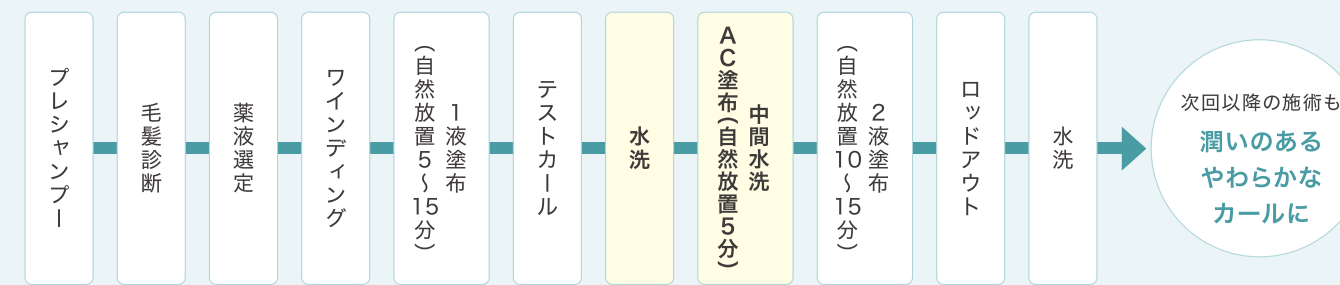 プレシャンプー
毛髪診断
薬液選定
ワインディング
1液塗布
(自然放置5〜15分)
テストカール
水洗
中間水洗
AC塗布(自然放置5分)
2液塗布
(自然放置10〜15分)
ロッドアウト
水洗
次回以降の施術も
潤いのある
やわらかな
カールに